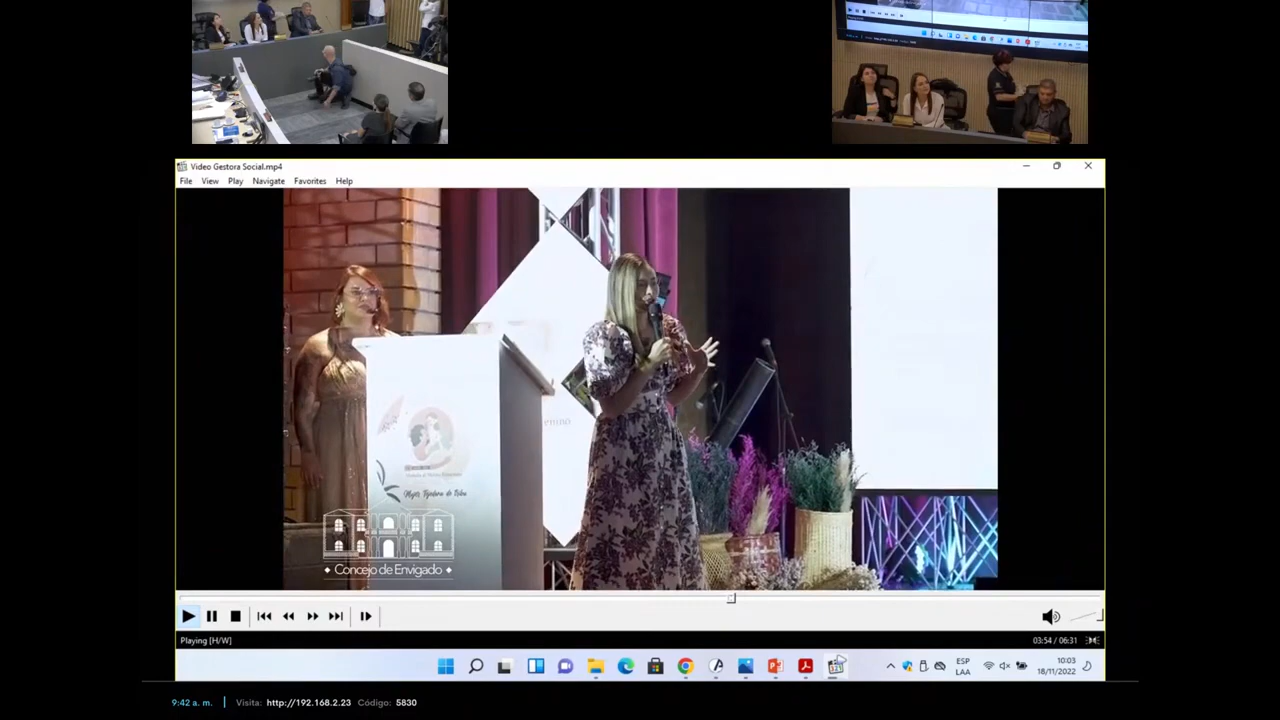 Video Gestora Social.mp4
File View Play Navigate Favorites Help
Mujer Tejedora de Vida
Concejo de Envigado
Playing [H/W]
03:54 / 06:31
ESP
LAA
10:03
18/11/2022
9:42 a. m. | Visita: http://192.168.2.23 Código: 5830